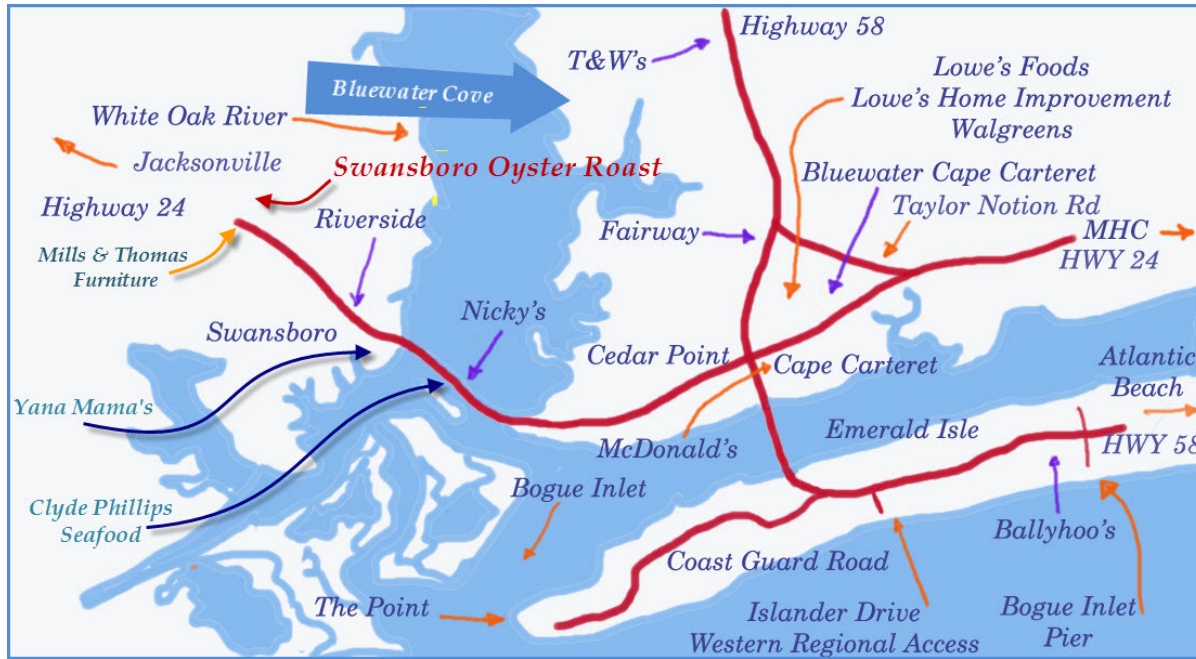 Highway 58
T&W's
Lowe's Foods
Lowe's Home Improvement
Walgreens
Bluewater Cove
White Oak River
Jacksonville
Swansboro Oyster Roast
Bluewater Cape Carteret
Taylor Notion Rd
Highway 24
Riverside
Fairway
MHC
HWY 24
Mills & Thomas
Furniture
Swansboro
Nicky's
Cedar Point
Cape Carteret
Atlantic
Beach
Yana Mama's
McDonald's
Emerald Isle
HWY 58
Clyde Phillips
Seafood
Bogue Inlet
Ballyhoo's
Coast Guard Road
The Point
Islander Drive
Western Regional Access
Bogue Inlet
Pier